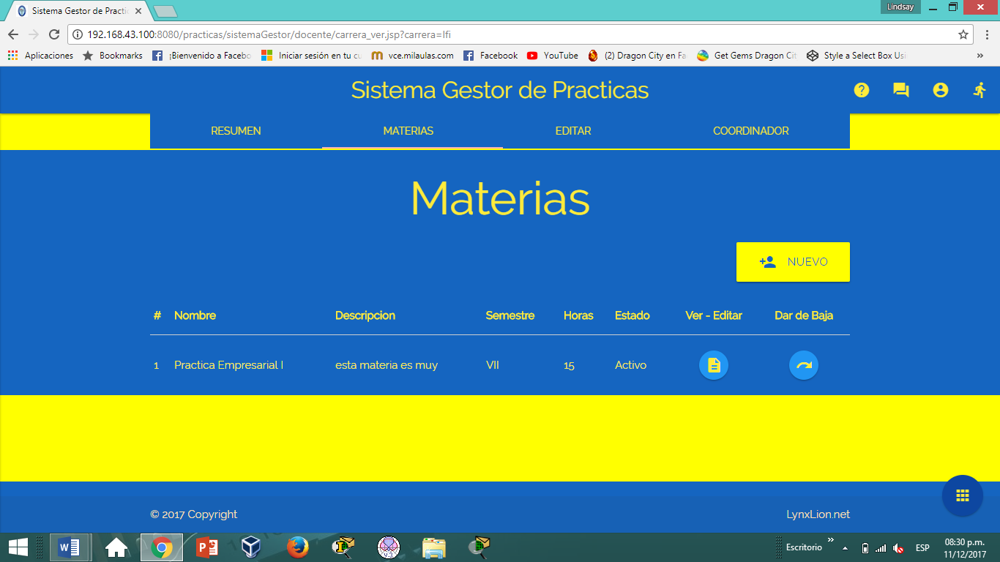 Lindsay
Sistema Gestor de Practic
192.168.43.100:8080/practicas/sistemaGestor/docente/carrera_ver.jsp?carrera=Ifi
Aplicaciones Bookmarks ¡Bienvenido a Facebo Iniciar sesión en tu cu vce.milaulas.com Facebook YouTube (2) Dragon City en Fa Get Gems Dragon Cit Style a Select Box Usi »
Sistema Gestor de Practicas
RESUMEN MATERIAS EDITAR COORDINADOR
Materias
NUEVO
# Nombre Descripcion Semestre Horas Estado Ver - Editar Dar de Baja
1 Practica Empresarial I esta materia es muy VII 15 Activo
© 2017 Copyright LynxLion.net
Escritorio » ESP 08:30 p.m.
11/12/2017